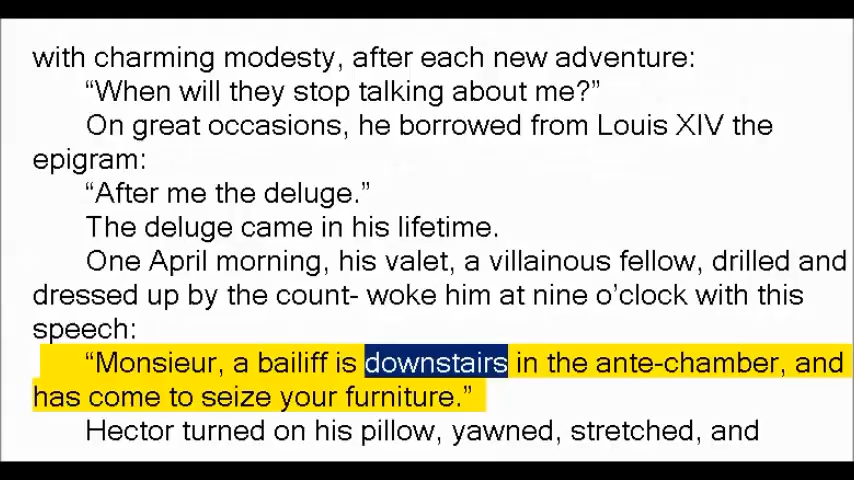 with charming modesty, after each new adventure:
“When will they stop talking about me?”
On great occasions, he borrowed from Louis XIV the
epigram:
“After me the deluge.”
The deluge came in his lifetime.
One April morning, his valet, a villainous fellow, drilled and
dressed up by the count- woke him at nine o’clock with this
speech:
“Monsieur, a bailiff is downstairs in the ante-chamber, and
has come to seize your furniture.”
Hector turned on his pillow, yawned, stretched, and